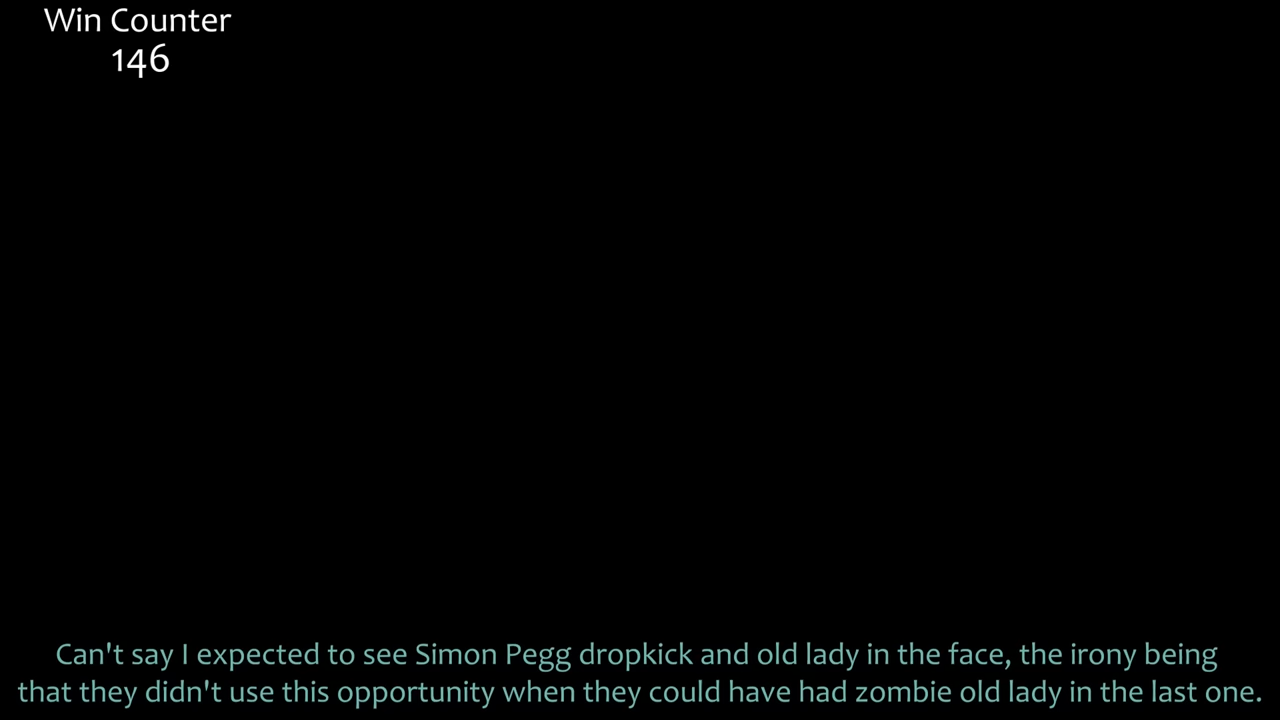 Win Counter
146
Can't say I expected to see Simon Pegg dropkick and old lady in the face, the irony being
that they didn't use this opportunity when they could have had zombie old lady in the last one.